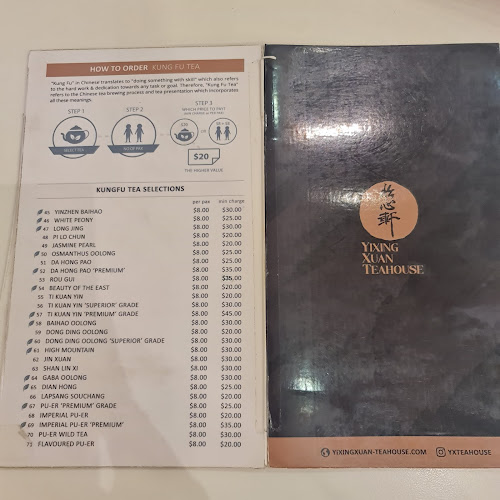 HOW TO ORDER KUNG FU TEA
"Kung Fu" in Chinese translates to "doing something with skill" which also refers
to the hard work & dedication towards any task or goal. Therefore, "Kung Fu Tea"
refers to the Chinese tea brewing process and tea presentation which incorporates
all these meanings.
STEP 1
STEP 2
STEP 3
WHICH PRICE TO PAY?
$20
THE HIGHER VALUE
KUNGFU TEA SELECTIONS
per pax min charge
45 YINZHEN BAIHAO $8.00 $30.00
46 WHITE PEONY $8.00 $25.00
47 LONG JING $8.00 $30.00
48 PI LO CHUN $8.00 $20.00
49 JASMINE PEARL $8.00 $20.00
50 OSMANTHUS OOLONG $8.00 $25.00
51 DA HONG PAO $8.00 $25.00
52 DA HONG PAO 'PREMIUM' $8.00 $35.00
53 ROU GUI $8.00 $35.00
54 BEAUTY OF THE EAST $8.00 $20.00
55 TI KUAN YIN $8.00 $20.00
56 TI KUAN YIN 'SUPERIOR' GRADE $8.00 $30.00
57 TI KUAN YIN 'PREMIUM' GRADE $8.00 $45.00
58 BAIHAO OOLONG $8.00 $30.00
59 DONG DING OOLONG $8.00 $20.00
60 DONG DING OOLONG 'SUPERIOR' GRADE $8.00 $30.00
61 HIGH MOUNTAIN $8.00 $30.00
62 JIN XUAN $8.00 $30.00
63 SHAN LIN XI $8.00 $30.00
64 GABA OOLONG $8.00 $20.00
65 DIAN HONG $8.00 $25.00
66 LAPSANG SOUCHANG $8.00 $20.00
67 PU-ER 'PREMIUM' GRADE $8.00 $25.00
68 IMPERIAL PU-ER $8.00 $20.00
69 IMPERIAL PU-ER 'PREMIUM' $8.00 $35.00
70 PU-ER WILD TEA $8.00 $30.00
73 FLAVOURED PU-ER $8.00 $20.00
心軒
YIXING
XUAN
TEAHOUSE
YIXINGXUAN-TEAHOUSE.COM YXTEAHOUSE